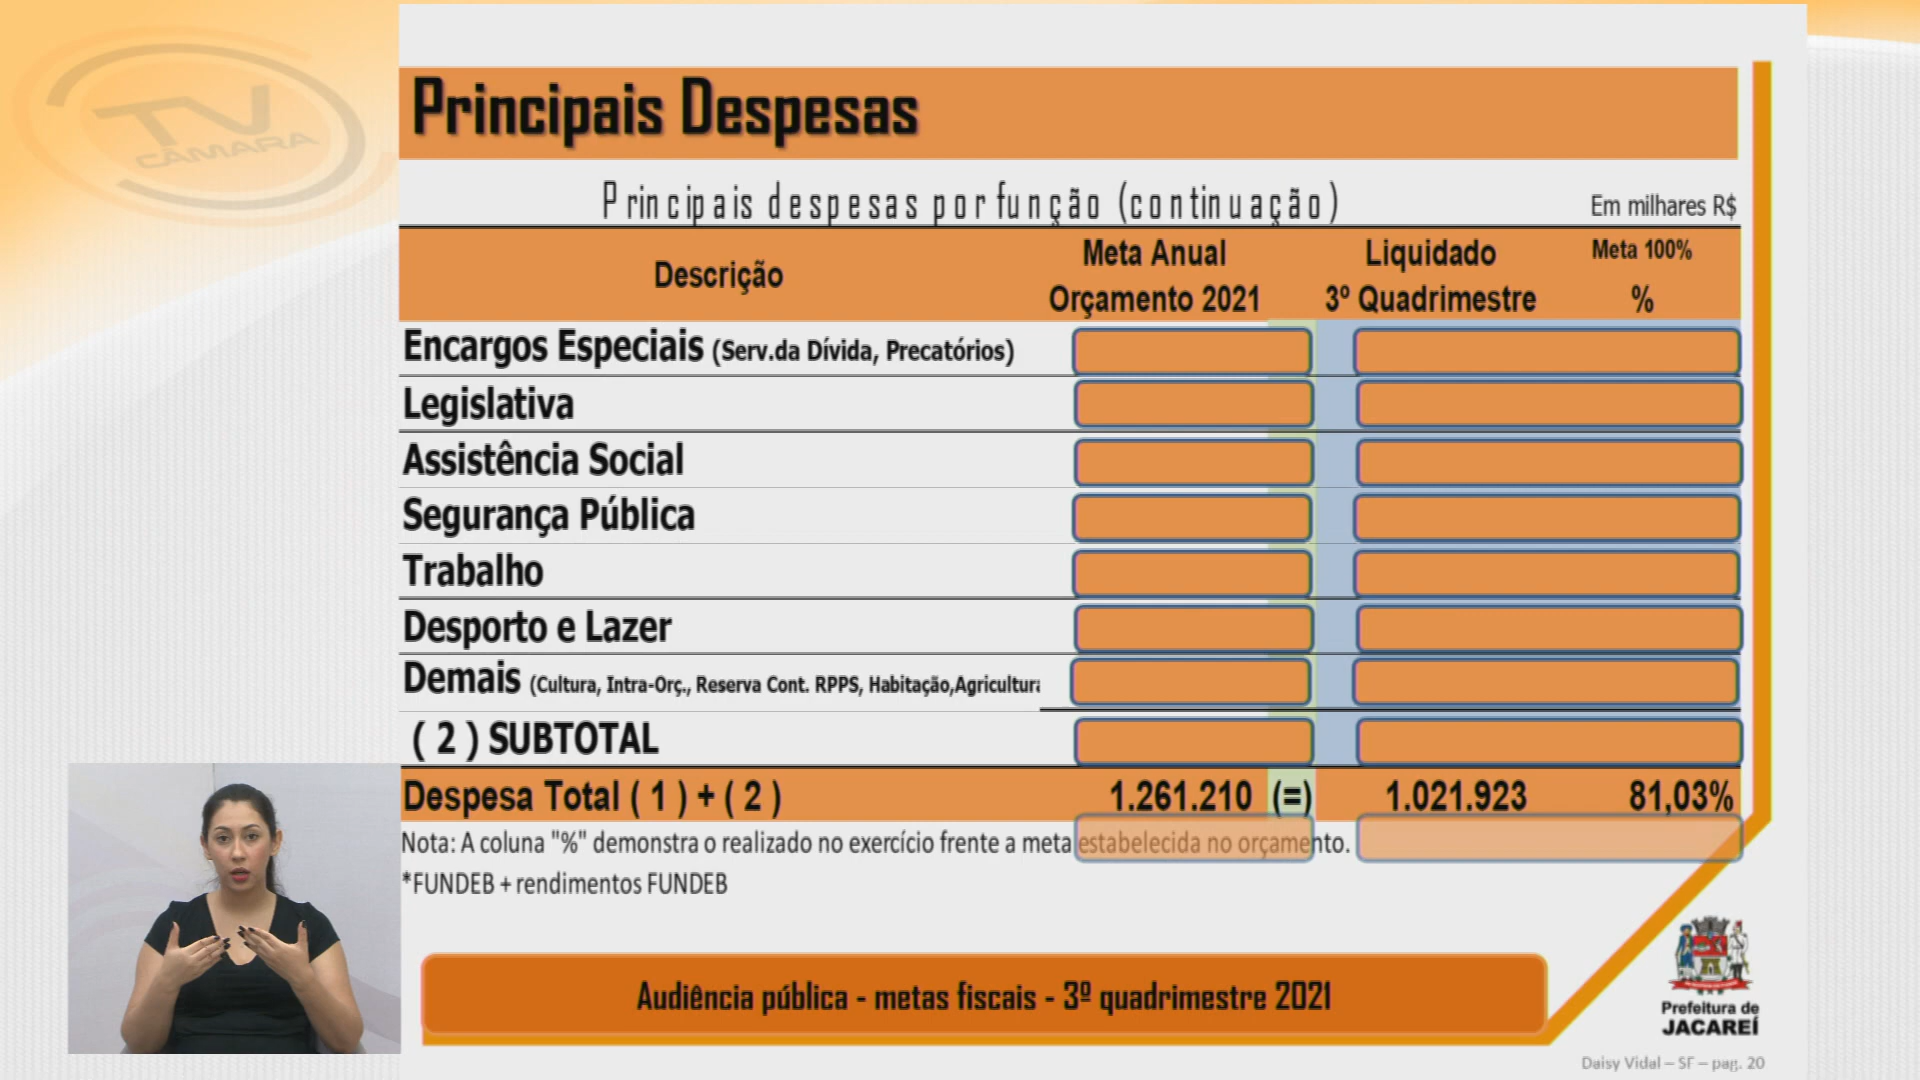 TV
CÂMARA
Principais Despesas
Principais despesas por função (continuação)
Em milhares R$
Descrição
Meta Anual
Orçamento 2021
Liquidado
3º Quadrimestre
Meta 100%
%
Encargos Especiais (Serv.da Dívida, Precatórios)
Legislativa
Assistência Social
Segurança Pública
Trabalho
Desporto e Lazer
Demais (Cultura, Intra-Orç., Reserva Cont. RPPS, Habitação,Agricultura
( 2 ) SUBTOTAL
Despesa Total ( 1 ) + ( 2 ) 1.261.210 (=) 1.021.923 81,03%
Nota: A coluna "%" demonstra o realizado no exercício frente a meta estabelecida no orçamento.
*FUNDEB + rendimentos FUNDEB
Audiência pública - metas fiscais - 3º quadrimestre 2021
Prefeitura de
JACAREÍ
Daisy Vidal – SF – pag. 20